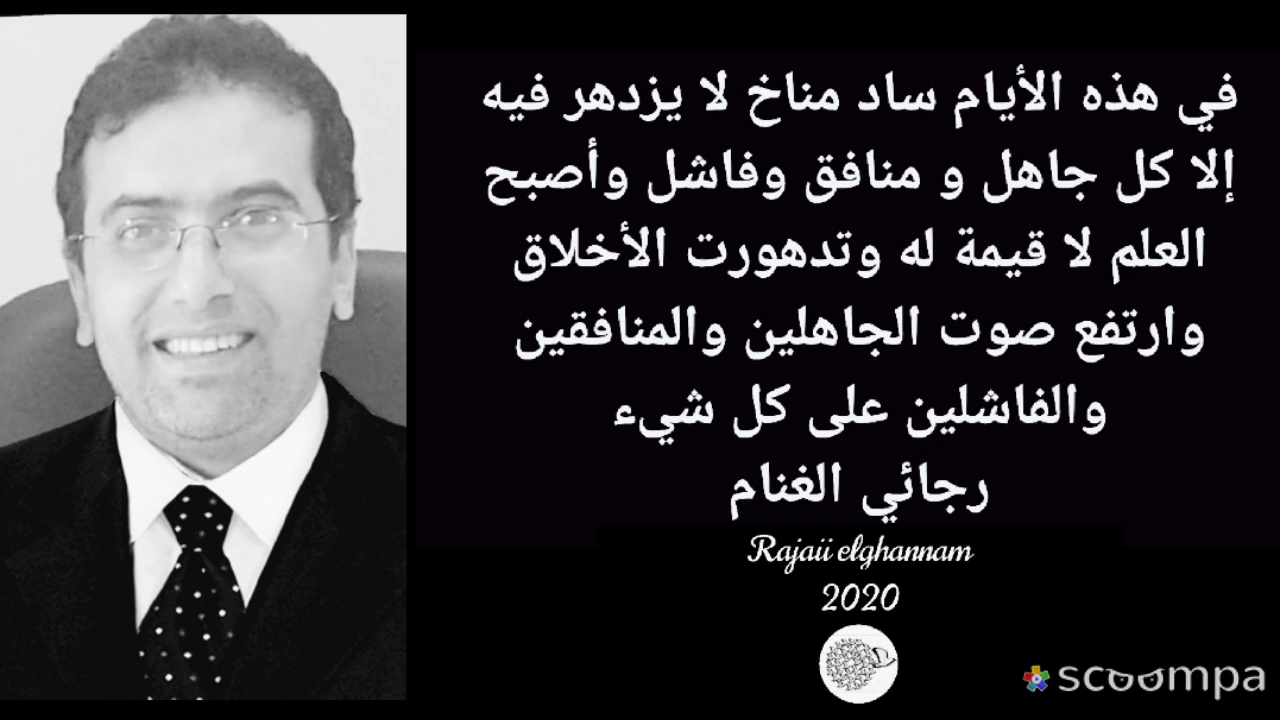 في هذه الأيام ساد مناخ لا يزدهر فيه
إلا كل جاهل و منافق وفاشل وأصبح
العلم لا قيمة له وتدهورت الأخلاق
وارتفع صوت الجاهلين والمنافقين
والفاشلين على كل شيء
رجائي الغنام
Rajaii elghannam
2020
scoompa